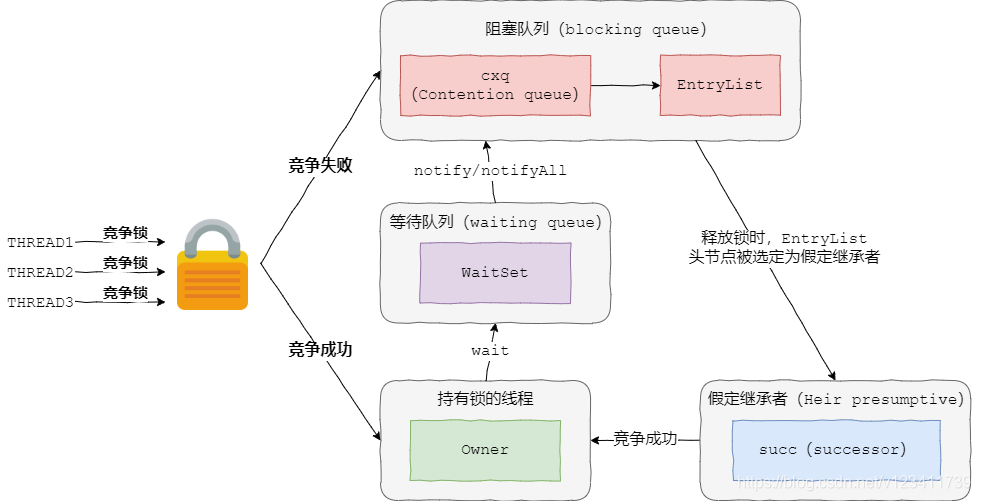 阻塞队列（blocking queue）
cxq
（Contention queue）
EntryList
竞争失败
notify/notifyAll
等待队列（waiting queue）
WaitSet
THREAD1
竞争锁
THREAD2
竞争锁
THREAD3
竞争锁
释放锁时，EntryList
头节点被选定为假定继承者
竞争成功
wait
持有锁的线程
Owner
竞争成功
假定继承者（Heir presumptive）
succ（successor）
https://blog.csdn.net/v123411739